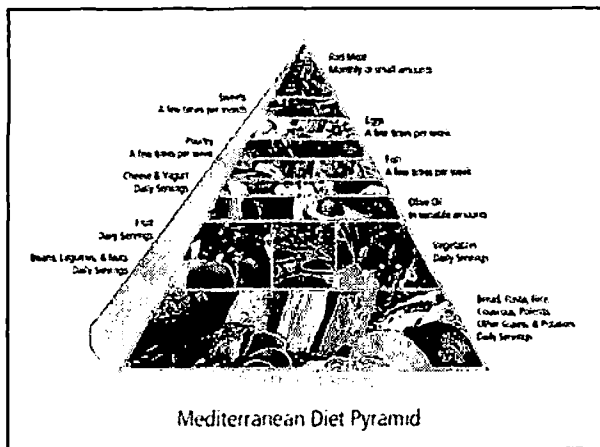 Red Meat
Monthly or small amounts
Sweets
A few times per month
Eggs
A few times per week
Poultry
A few times per week
Fish
A few times per week
Cheese & Yogurt
Daily Servings
Olive Oil
In variable amounts
Fruit
Daily Servings
Vegetables
Daily Servings
Beans, Legumes, & Nuts
Daily Servings
Bread, Pasta, Rice,
Couscous, Polenta,
Other Grains, & Potatoes
Daily Servings
Mediterranean Diet Pyramid